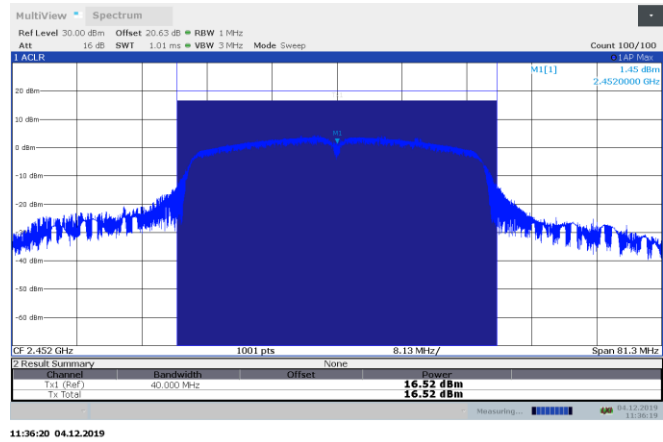 MultiView Spectrum
Ref Level 30.00 dBm Offset 20.63 dB RBW 1 MHz
Att 16 dB SWT 1.01 ms VBW 3 MHz Mode Sweep Count 100/100
1 ACLR 1AP Max
M1[1] 1.45 dBm
2.4520000 GHz
20 dBm
10 dBm
M1
0 dBm
-10 dBm
-20 dBm
-40 dBm
-50 dBm
-60 dBm
CF 2.452 GHz 1001 pts 8.13 MHz/ Span 81.3 MHz
2 Result Summary None
Channel Bandwidth Offset Power
Tx1 (Ref) 40.000 MHz 16.52 dBm
Tx Total 16.52 dBm
Measuring... 04.12.2019
11:36:19
11:36:20 04.12.2019